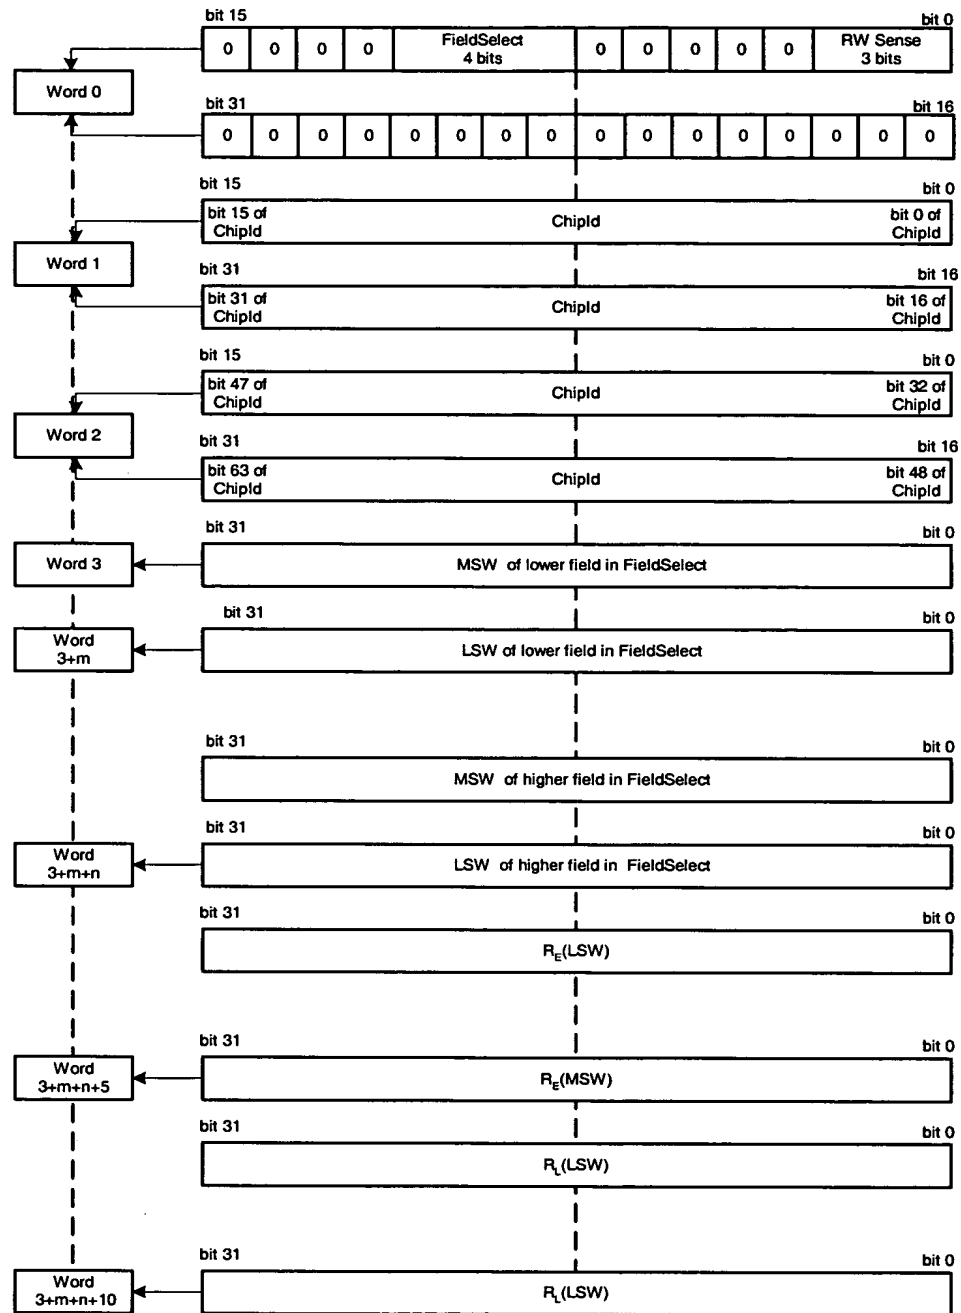 bit 15 bit 0
0 0 0 0 FieldSelect 0 0 0 0 0 RW Sense
4 bits 3 bits
Word 0
bit 31 bit 16
0 0 0 0 0 0 0 0 0 0 0 0 0 0 0 0
bit 15 bit 0
bit 15 of ChipId bit 0 of
ChipId ChipId
Word 1
bit 31 bit 16
bit 31 of ChipId bit 16 of
ChipId ChipId
bit 15 bit 0
bit 47 of ChipId bit 32 of
ChipId ChipId
Word 2
bit 31 bit 16
bit 63 of ChipId bit 48 of
ChipId ChipId
bit 31 bit 0
Word 3 MSW of lower field in FieldSelect
bit 31 bit 0
Word
3+m LSW of lower field in FieldSelect
bit 31 bit 0
MSW of higher field in FieldSelect
bit 31 bit 0
Word
3+m+n LSW of higher field in FieldSelect
bit 31 bit 0
R_E(LSW)
bit 31 bit 0
Word
3+m+n+5 R_E(MSW)
bit 31 bit 0
R_L(LSW)
bit 31 bit 0
Word
3+m+n+10 R_L(LSW)